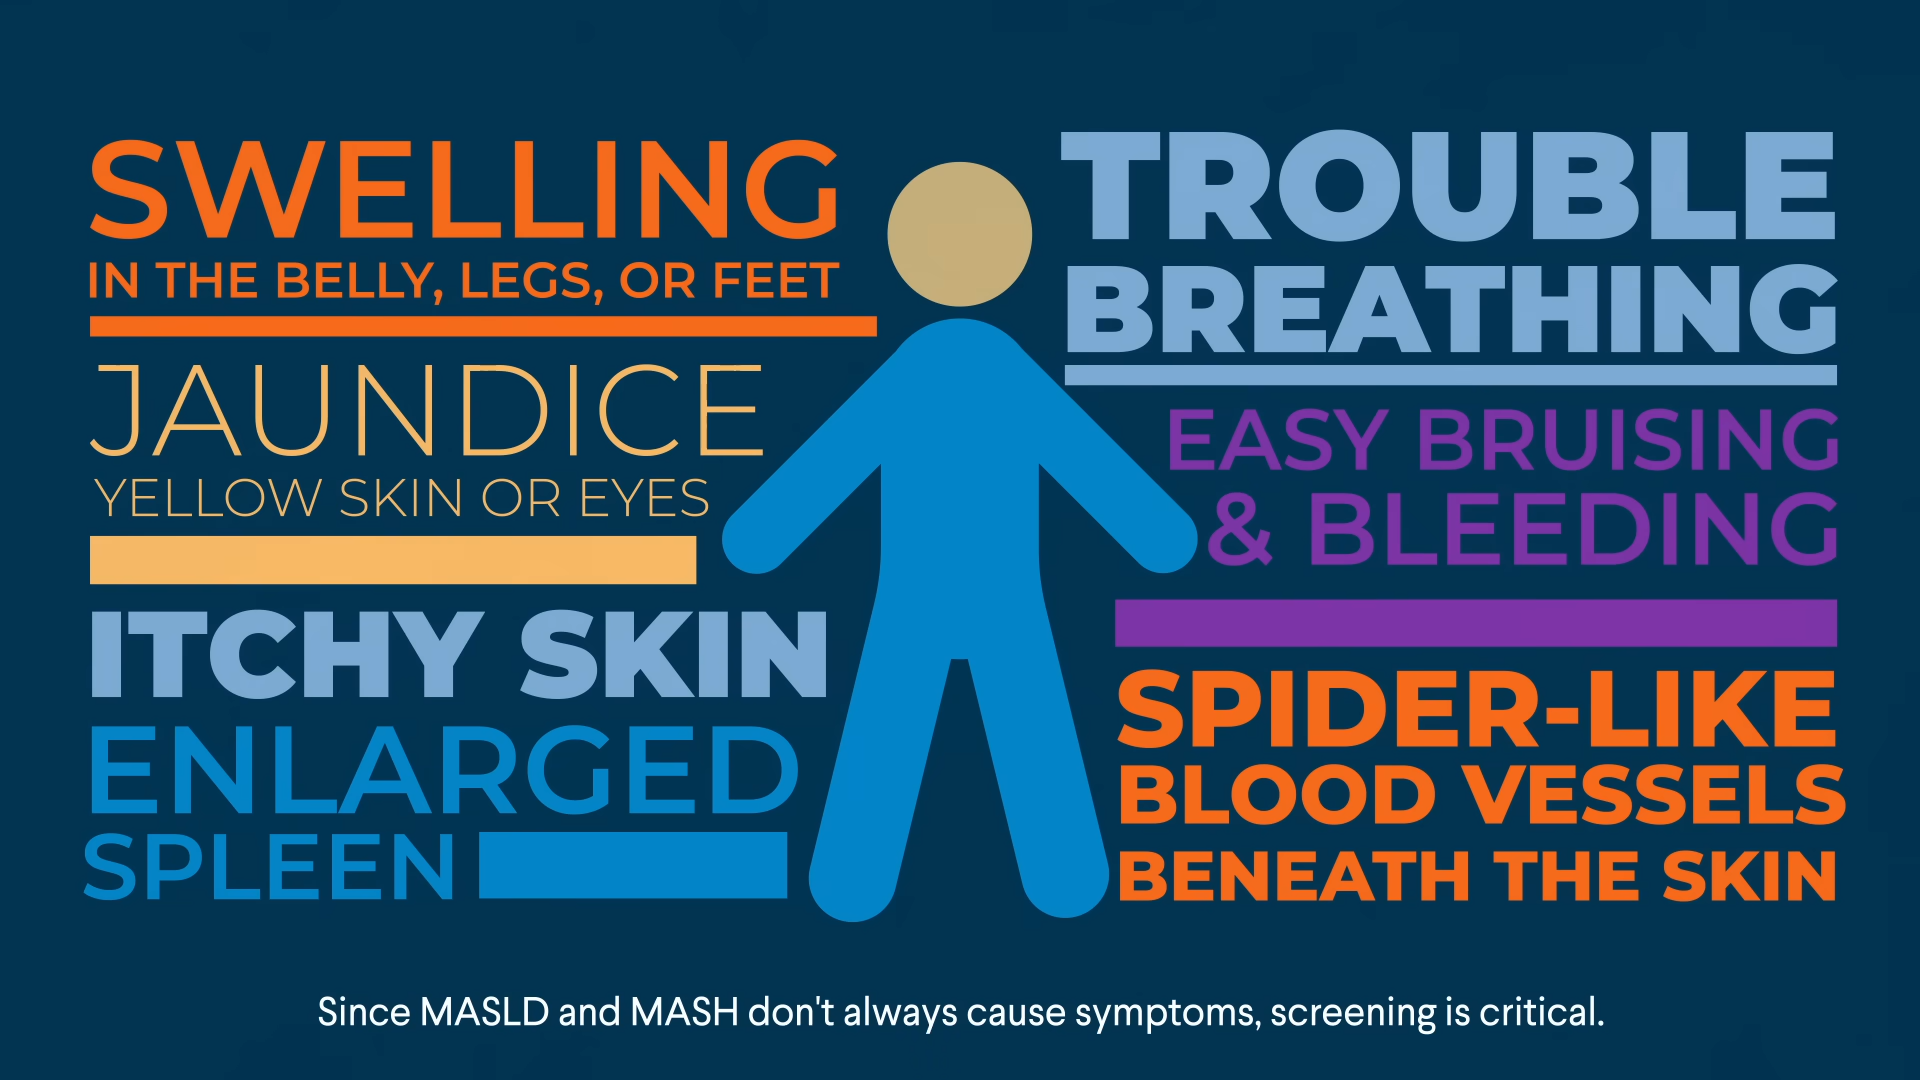 SWELLING
IN THE BELLY, LEGS, OR FEET
JAUNDICE
YELLOW SKIN OR EYES
ITCHY SKIN
ENLARGED
SPLEEN
TROUBLE
BREATHING
EASY BRUISING
& BLEEDING
SPIDER-LIKE
BLOOD VESSELS
BENEATH THE SKIN
Since MASLD and MASH don't always cause symptoms, screening is critical.